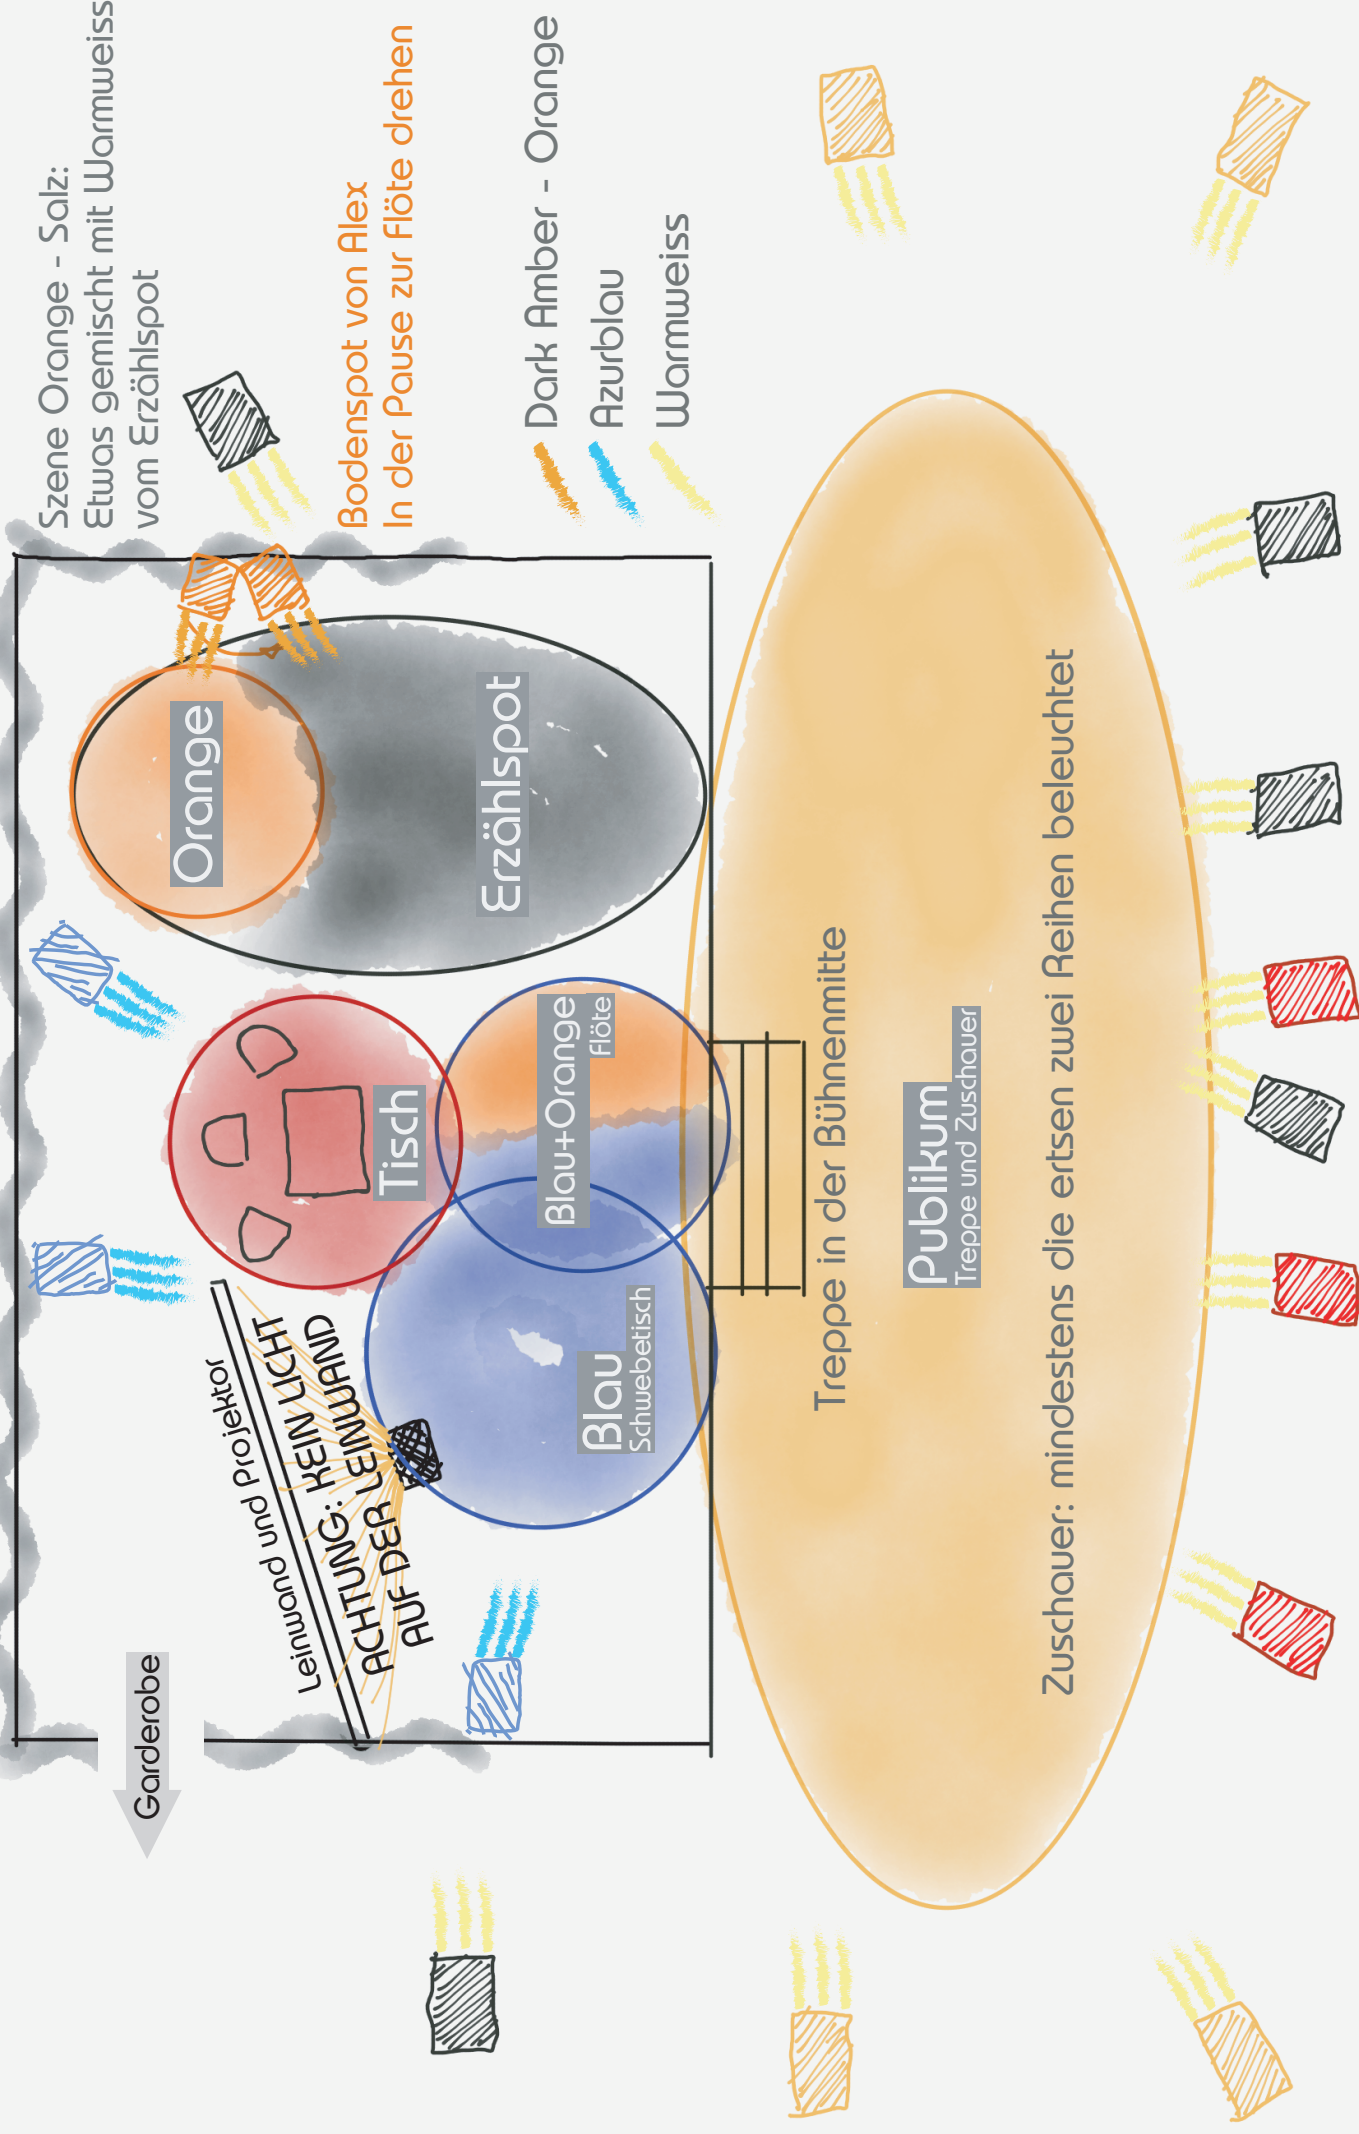 Szene Orange - Salz:
Etwas gemischt mit Warmweiss
vom Erzählspot
Bodenspot von Alex
In der Pause zur Flöte drehen
Dark Amber - Orange
Azurblau
Warmweiss
Garderobe
Leinwand und Projektor
ACHTUNG: KEIN LICHT
AUF DER LEINWAND
Tisch
Orange
Erzählspot
Blau
Schwebetisch
Blau+Orange
Flöte
Treppe in der Bühnenmitte
Publikum
Treppe und Zuschauer
Zuschauer: mindestens die ertsen zwei Reihen beleuchtet